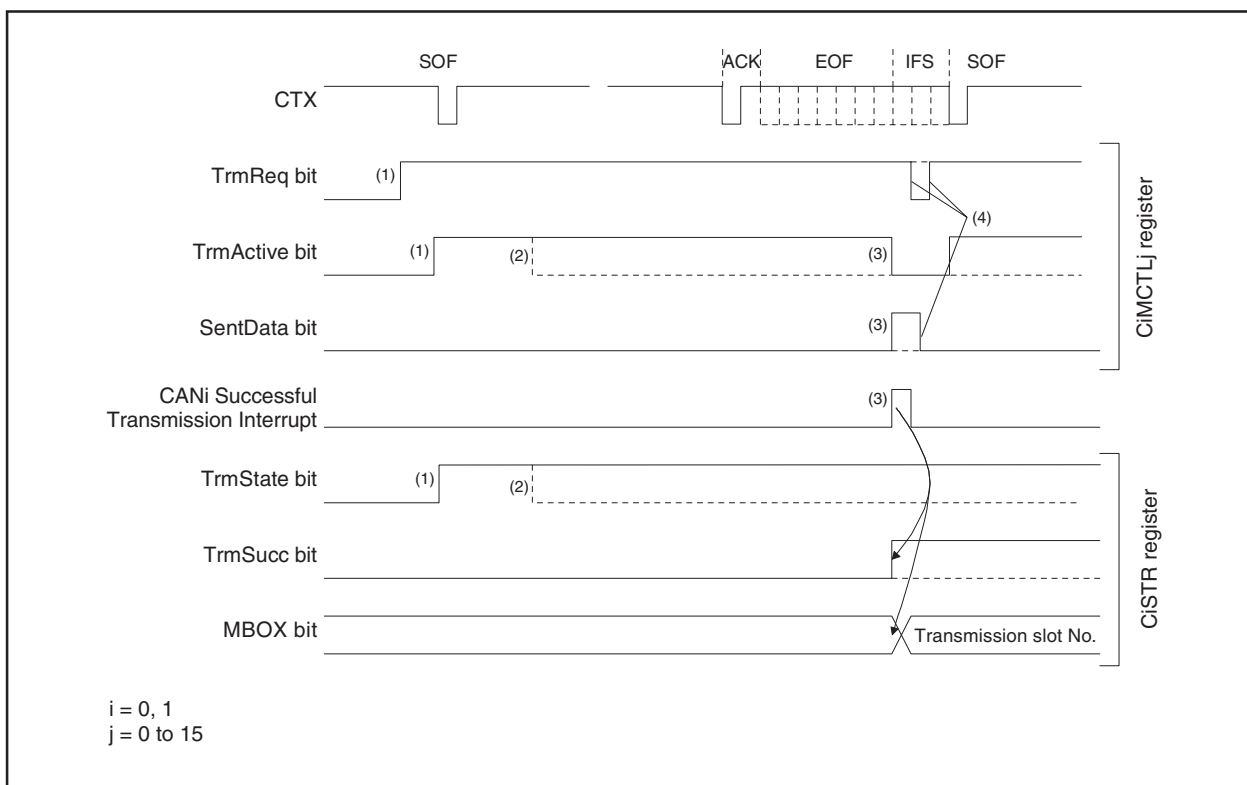 SOF
ACK
EOF
IFS
SOF
CTX
TrmReq bit
(1)
(4)
TrmActive bit
(1)
(2)
(3)
SentData bit
(3)
CiMCTLj register
CANi Successful
Transmission Interrupt
(3)
TrmState bit
(1)
(2)
TrmSucc bit
MBOX bit
Transmission slot No.
CiSTR register
i = 0, 1
j = 0 to 15